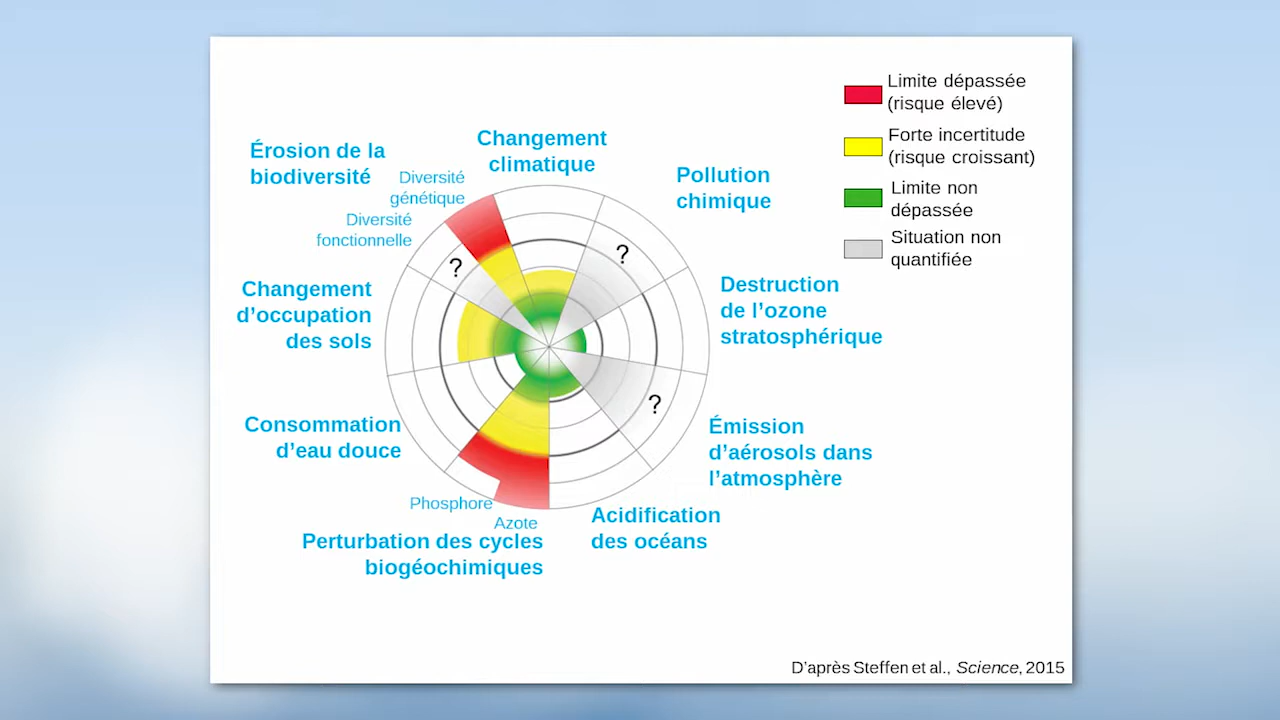 Limite dépassée
(risque élevé)
Forte incertitude
(risque croissant)
Limite non
dépassée
Situation non
quantifiée
Changement
climatique
Érosion de la
biodiversité
Diversité
génétique
Diversité
fonctionnelle
Pollution
chimique
?
?
Changement
d'occupation
des sols
Destruction
de l'ozone
stratosphérique
?
Consommation
d'eau douce
Émission
d'aérosols dans
l'atmosphère
Phosphore
Azote
Perturbation des cycles
biogéochimiques
Acidification
des océans
D'après Steffen et al., Science, 2015